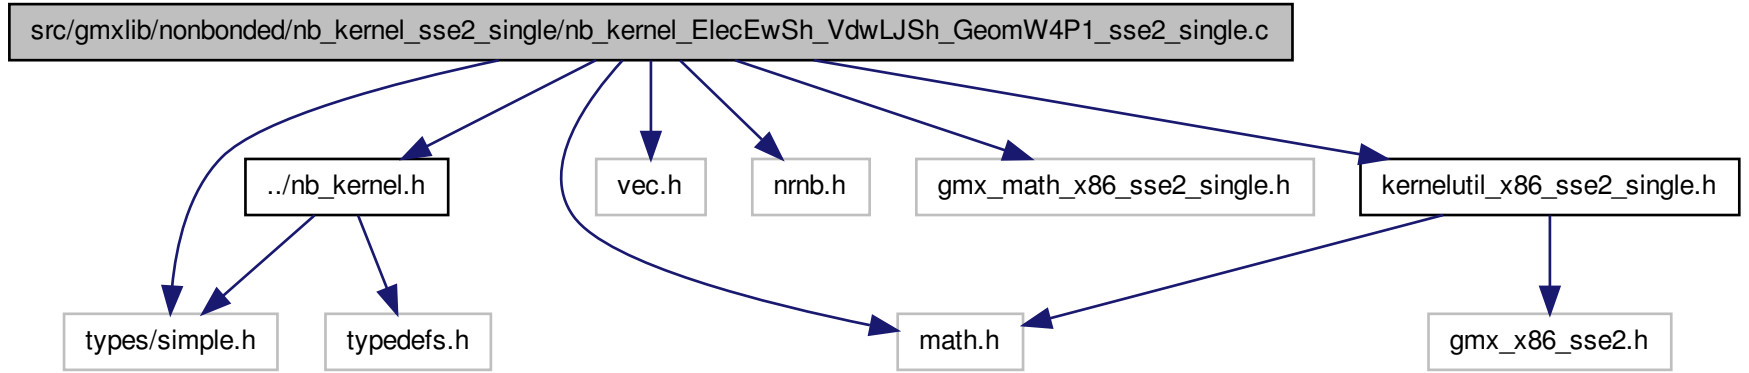 src/gmxlib/nonbonded/nb_kernel_sse2_single/nb_kernel_ElecEwSh_VdwLJSh_GeomW4P1_sse2_single.c
../nb_kernel.h
vec.h
nrnb.h
gmx_math_x86_sse2_single.h
kernelutil_x86_sse2_single.h
types/simple.h
typedefs.h
math.h
gmx_x86_sse2.h